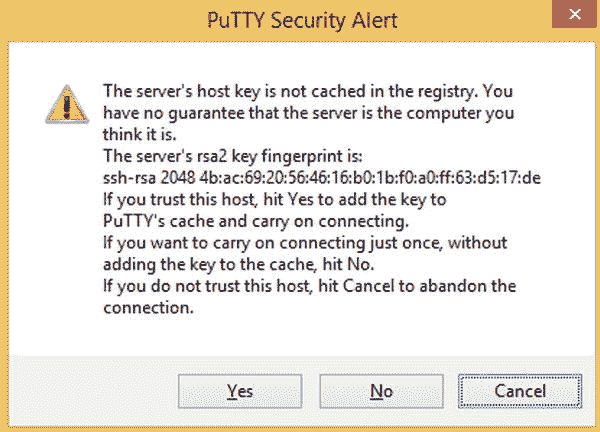 PuTTY Security Alert
The server's host key is not cached in the registry. You
have no guarantee that the server is the computer you
think it is.
The server's rsa2 key fingerprint is:
ssh-rsa 2048 4b:ac:69:20:56:46:16:b0:1b:f0:a0:ff:63:d5:17:de
If you trust this host, hit Yes to add the key to
PuTTY's cache and carry on connecting.
If you want to carry on connecting just once, without
adding the key to the cache, hit No.
If you do not trust this host, hit Cancel to abandon the
connection.
Yes No Cancel